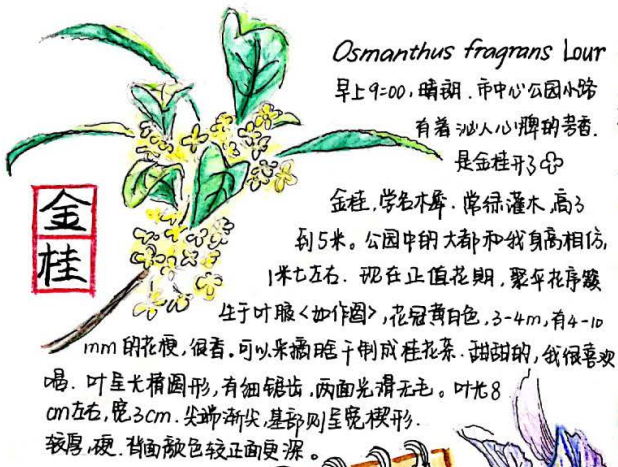 Osmanthus fragrans Lour
早上9:00,晴朗.市中心公园小路
有着沁人心脾的芳香.
是金桂开了
金桂
金桂,学名木犀.常绿灌木,高3
到5米。公园中的大都和我身高相仿,
1米七左右.现在正值花期,聚伞花序簇
生于叶腋<如作图>,花冠黄白色,3-4m,有4-10
mm的花梗,很香。可以采摘晾干制成桂花茶.甜甜的,我很喜欢
喝.叶呈长椭圆形,有细锯齿,两面光滑无毛。叶长8
cm左右,宽3cm.尖端渐尖,基部则呈宽楔形.
较厚,硬.背面颜色较正面更深。